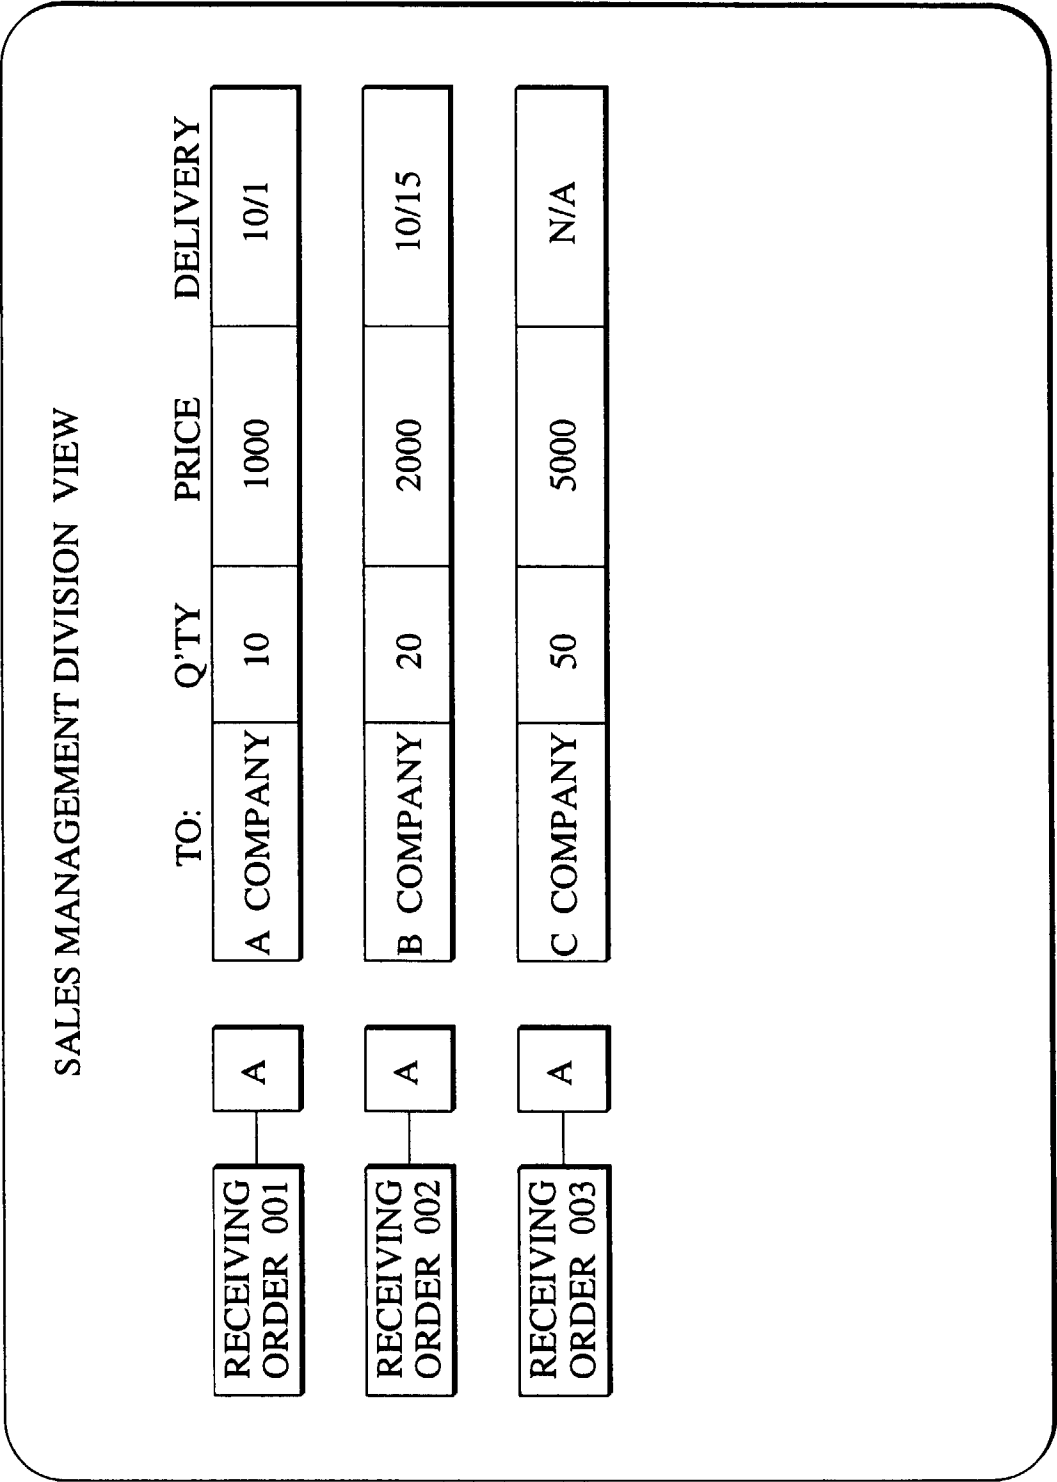 SALES MANAGEMENT DIVISION VIEW
TO: Q'TY PRICE DELIVERY
RECEIVING
ORDER 001
A
A COMPANY 10 1000 10/1
RECEIVING
ORDER 002
A
B COMPANY 20 2000 10/15
RECEIVING
ORDER 003
A
C COMPANY 50 5000 N/A